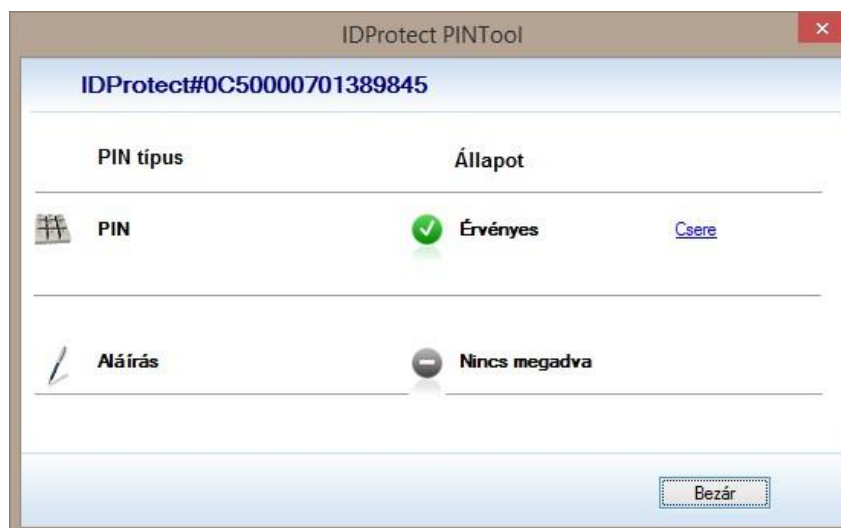 IDProtect PINTool
IDProtect#0C50000701389845
PIN típus Állapot
PIN Érvényes Csere
Aláírás Nincs megadva
Bezár